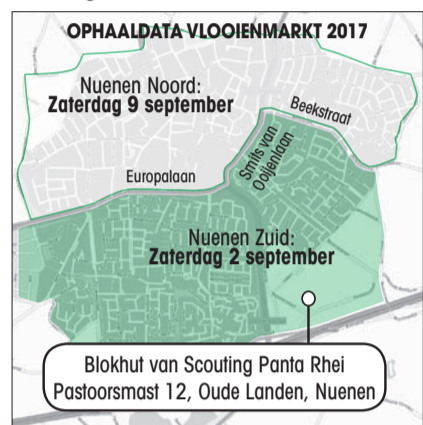 OPHAALDATA VLOOIENMARKT 2017
Nuenen Noord:
Zaterdag 9 september
Beekstraat
Smits van
Ooijenlaan
Europalaan
Nuenen Zuid:
Zaterdag 2 september
Blokhut van Scouting Panta Rhei
Pastoorsmast 12, Oude Landen, Nuenen